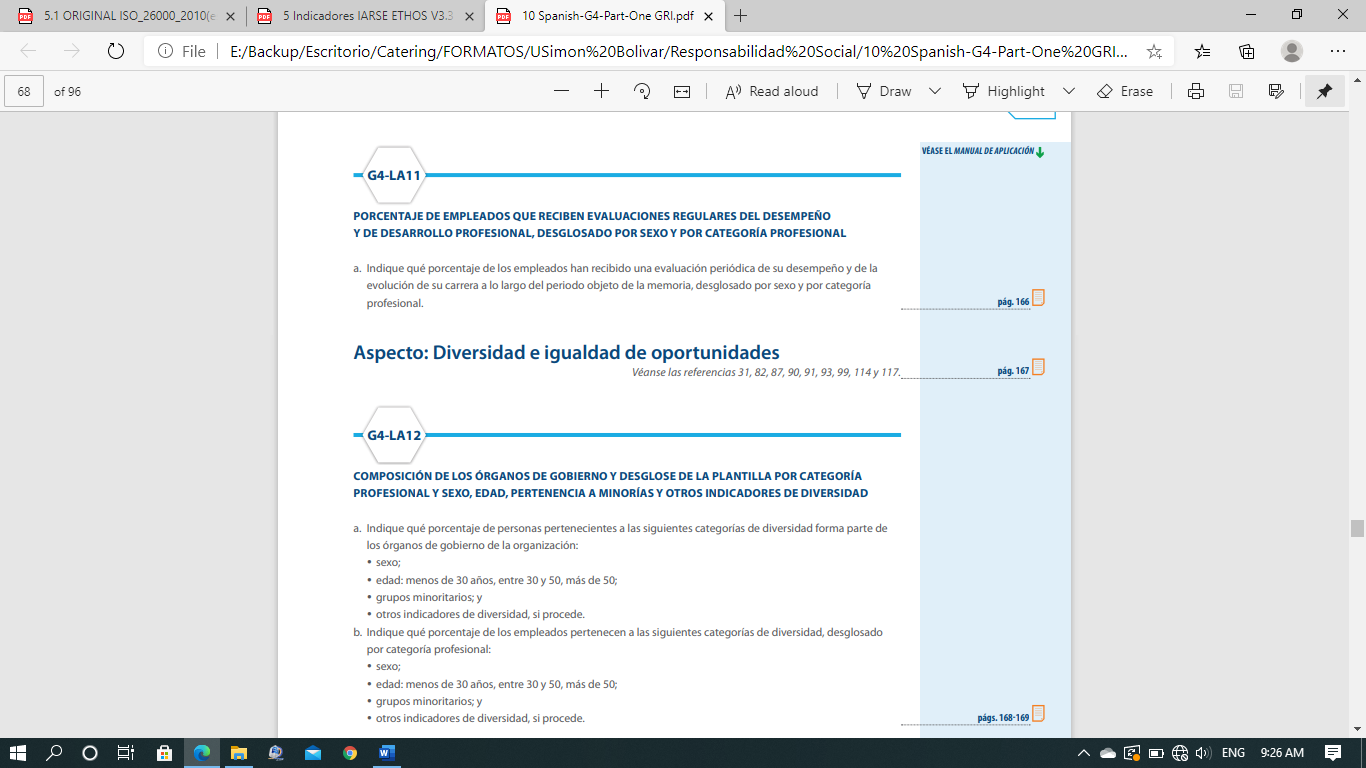 5.1 ORIGINAL ISO_26000_2010(e
5 Indicadores IARSE ETHOS V3.3
10 Spanish-G4-Part-One GRI.pdf
File
E:/Backup/Escritorio/Catering/FORMATOS/USimon%20Bolivar/Responsabilidad%20Social/10%20Spanish-G4-Part-One%20GRI...
68 of 96
Read aloud
Draw
Highlight
Erase
VÉASE EL MANUAL DE APLICACIÓN
G4-LA11
PORCENTAJE DE EMPLEADOS QUE RECIBEN EVALUACIONES REGULARES DEL DESEMPEÑO
Y DE DESARROLLO PROFESIONAL, DESGLOSADO POR SEXO Y POR CATEGORÍA PROFESIONAL
a. Indique qué porcentaje de los empleados han recibido una evaluación periódica de su desempeño y de la
evolución de su carrera a lo largo del periodo objeto de la memoria, desglosado por sexo y por categoría
profesional.
pág. 166
Aspecto: Diversidad e igualdad de oportunidades
Véanse las referencias 31, 82, 87, 90, 91, 93, 99, 114 y 117.
pág. 167
G4-LA12
COMPOSICIÓN DE LOS ÓRGANOS DE GOBIERNO Y DESGLOSE DE LA PLANTILLA POR CATEGORÍA
PROFESIONAL Y SEXO, EDAD, PERTENENCIA A MINORÍAS Y OTROS INDICADORES DE DIVERSIDAD
a. Indique qué porcentaje de personas pertenecientes a las siguientes categorías de diversidad forma parte de
los órganos de gobierno de la organización:
• sexo;
• edad: menos de 30 años, entre 30 y 50, más de 50;
• grupos minoritarios; y
• otros indicadores de diversidad, si procede.
b. Indique qué porcentaje de los empleados pertenecen a las siguientes categorías de diversidad, desglosado
por categoría profesional:
• sexo;
• edad: menos de 30 años, entre 30 y 50, más de 50;
• grupos minoritarios; y
• otros indicadores de diversidad, si procede.
págs. 168-169
ENG
9:26 AM